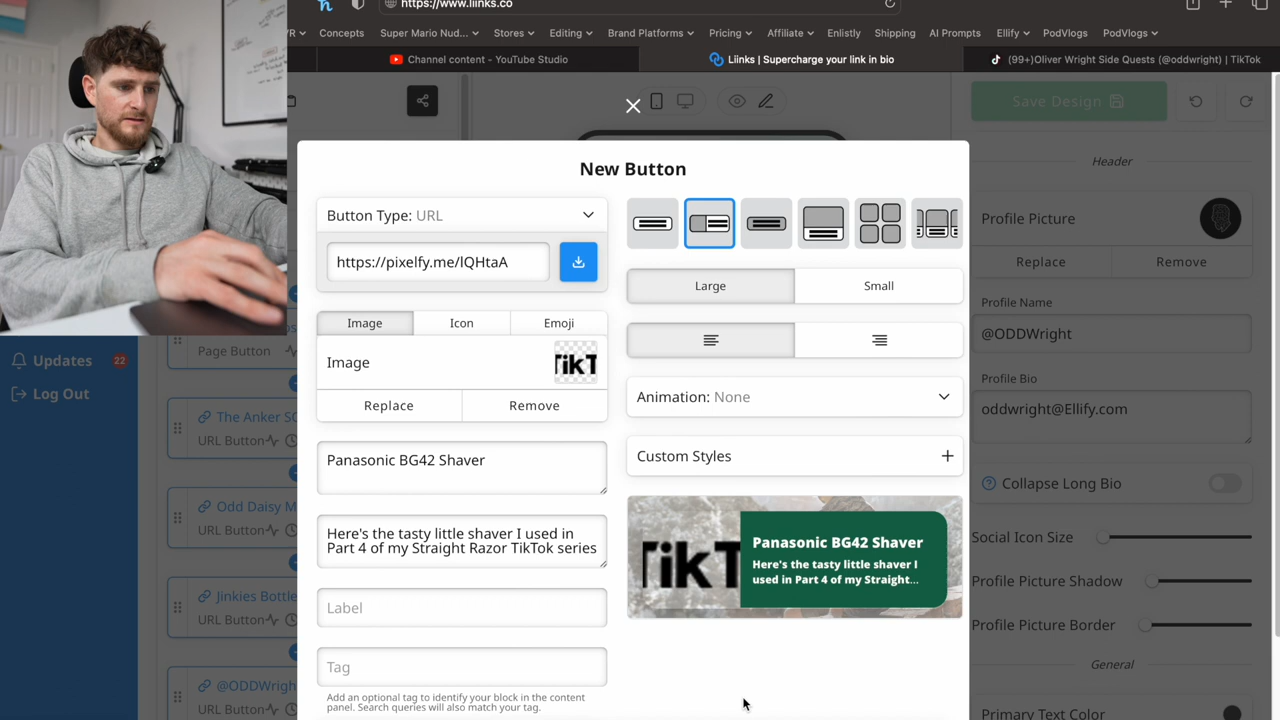 https://www.liinks.co
Concepts
Super Mario Nud...
Stores
Editing
Brand Platforms
Pricing
Affiliate
Enlistly
Shipping
AI Prompts
Ellify
PodVlogs
PodVlogs
Channel content - YouTube Studio
Liinks | Supercharge your link in bio
(99+)Oliver Wright Side Quests (@oddwright) | TikTok
Save Design
New Button
Button Type: URL
https://pixelfy.me/lQHtaA
Image
Icon
Emoji
Image
TikT
Replace
Remove
Panasonic BG42 Shaver
Here's the tasty little shaver I used in
Part 4 of my Straight Razor TikTok series
Label
Tag
Add an optional tag to identify your block in the content
panel. Search queries will also match your tag.
Large
Small
Animation: None
Custom Styles
TikT
Panasonic BG42 Shaver
Here's the tasty little shaver I
used in Part 4 of my Straight...
Updates
22
Log Out
Page Button
The Anker
URL Button
Odd Daisy
URL Button
Jinkies Bottle
URL Button
@ODDWrigh
URL Button
Header
Profile Picture
Replace
Remove
Profile Name
@ODDWright
Profile Bio
oddwright@Ellify.com
Collapse Long Bio
Social Icon Size
Profile Picture Shadow
Profile Picture Border
General
Primary Text Color